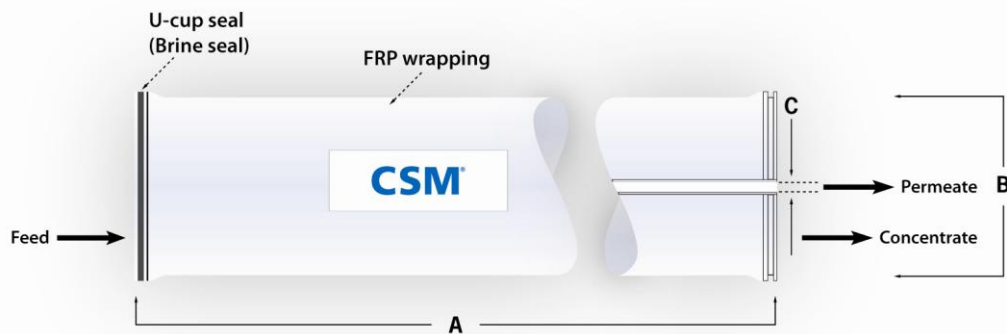 U-cup seal
(Brine seal)
FRP wrapping
C
CSM®
Permeate
B
Feed
Concentrate
A